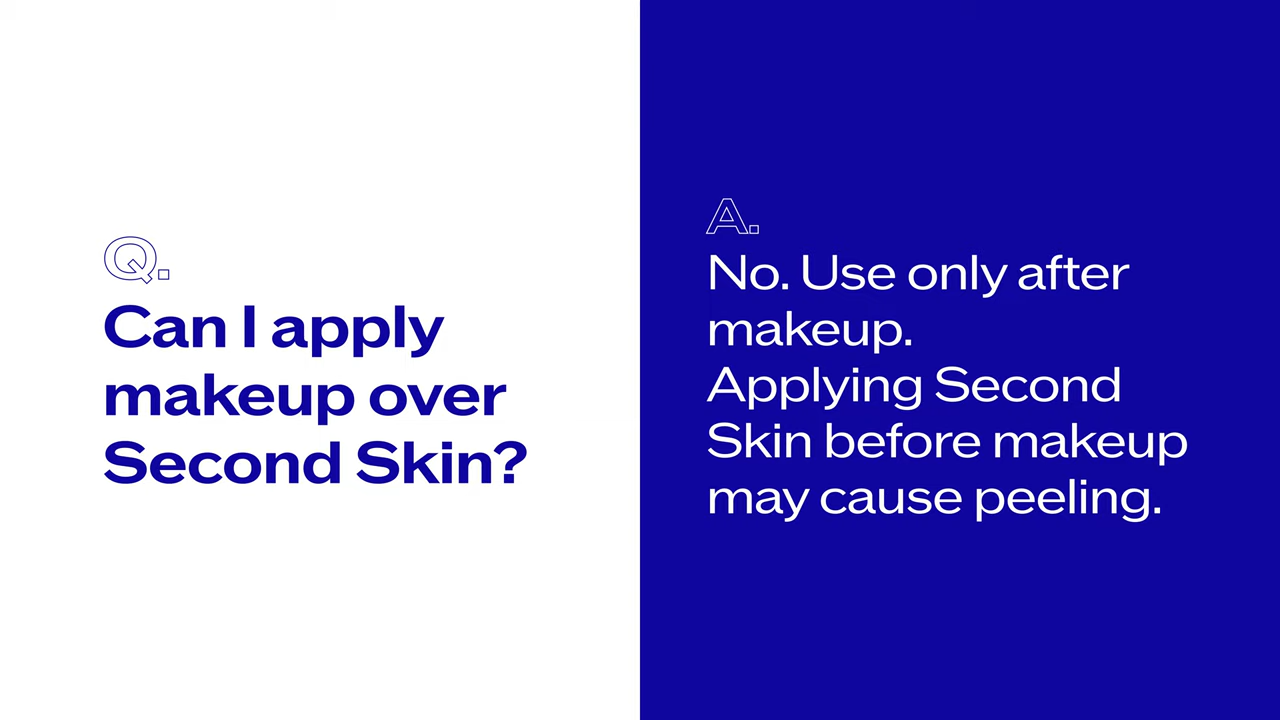 Q.
Can I apply
makeup over
Second Skin?
A.
No. Use only after
makeup.
Applying Second
Skin before makeup
may cause peeling.